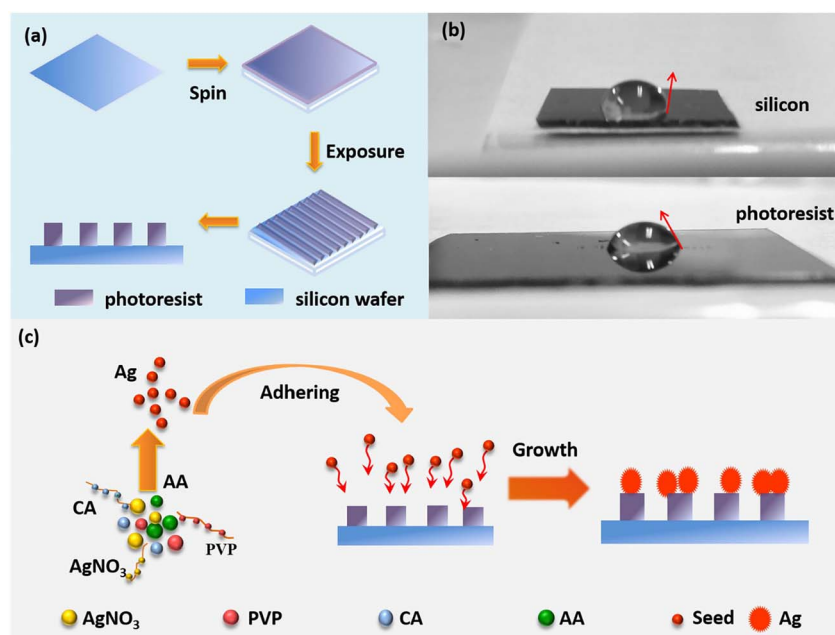 (a)
Spin
Exposure
photoresist
silicon wafer
(b)
silicon
photoresist
(c)
Ag
Adhering
Growth
AA
CA
PVP
AgNO₃
AgNO₃
PVP
CA
AA
Seed
Ag